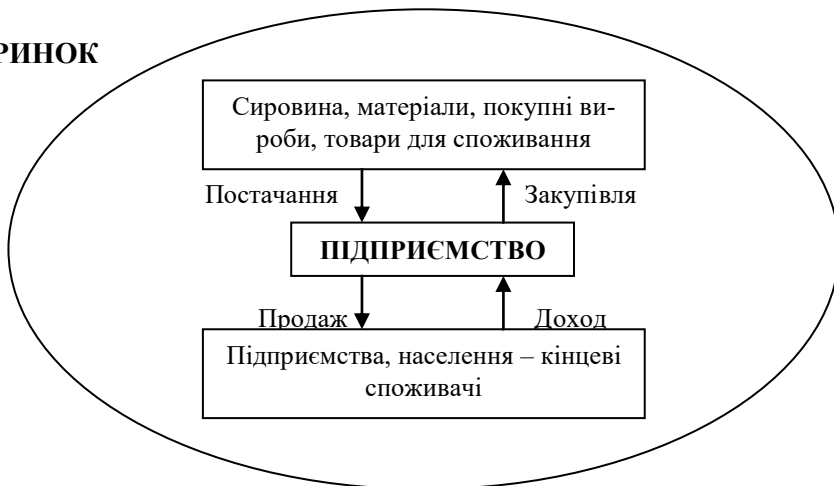 РИНОК
Сировина, матеріали, покупні ви-
роби, товари для споживання
Постачання
Закупівля
ПІДПРИЄМСТВО
Продаж
Доход
Підприємства, населення – кінцеві
споживачі